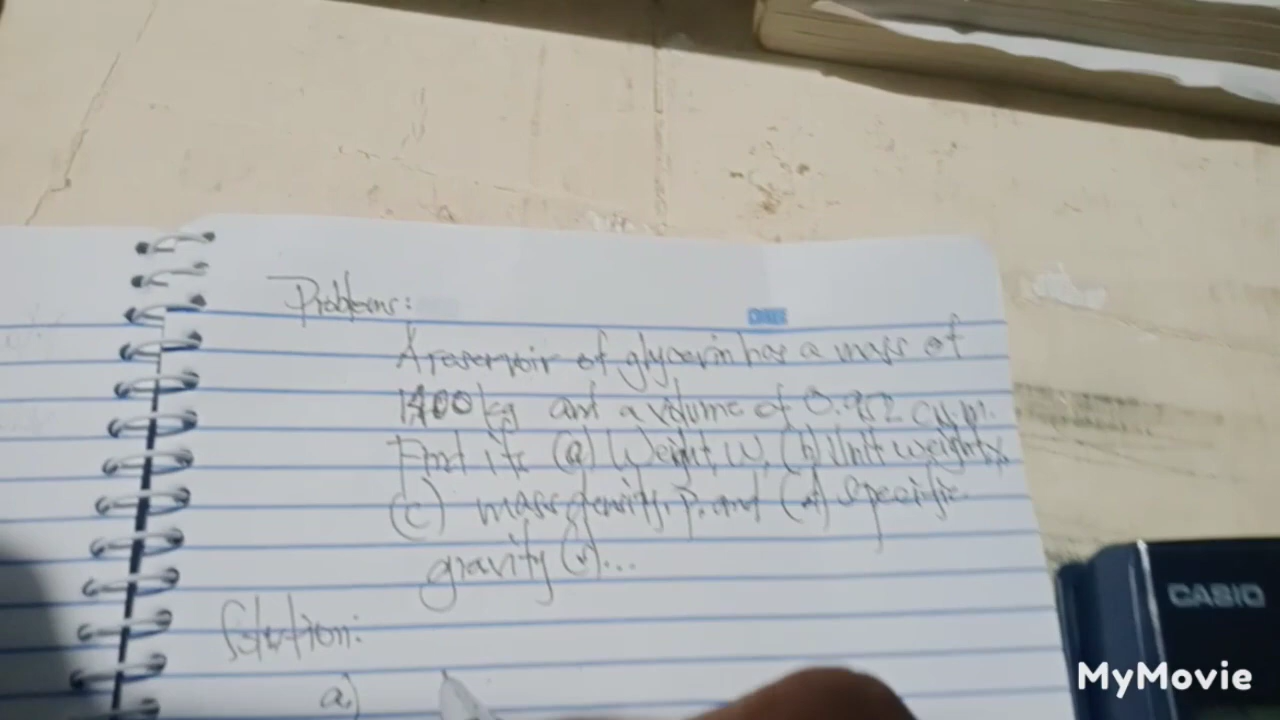 Problems:
A reservoir of glycerin has a mass of
1400 kg and a volume of 0.952 cu.m.
Find its (a) Weight, W, (b) Unit weight, γ,
(c) mass density, ρ, and (d) Specific
gravity (s)...
Solution:
a.)
CASIO
MyMovie